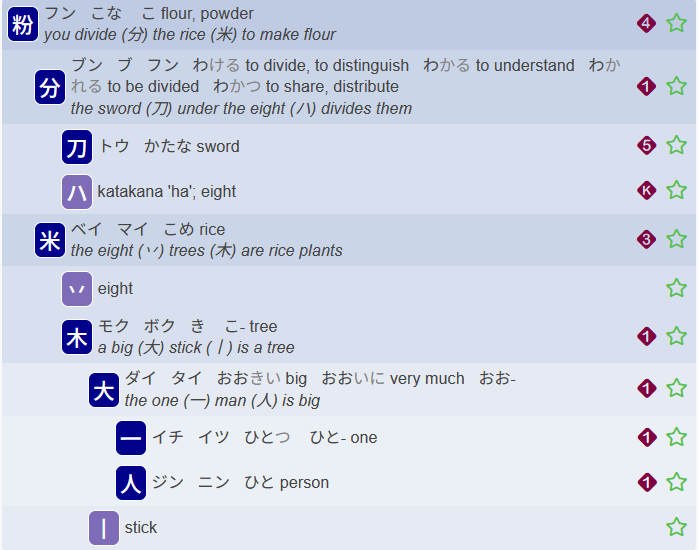 粉 フン こな こ flour, powder 4
you divide (分) the rice (米) to make flour
分 ブン ブ フン わける to divide, to distinguish わかる to understand わか
れる to be divided わかつ to share, distribute 1
the sword (刀) under the eight (ハ) divides them
刀 トウ かたな sword 5
ハ katakana 'ha'; eight K
米 ベイ マイ こめ rice 3
the eight (丷) trees (木) are rice plants
丷 eight
木 モク ボク き こ- tree 1
a big (大) stick (丨) is a tree
大 ダイ タイ おおきい big おおいに very much おお- 1
the one (一) man (人) is big
一 イチ イツ ひとつ ひと- one 1
人 ジン ニン ひと person 1
丨 stick